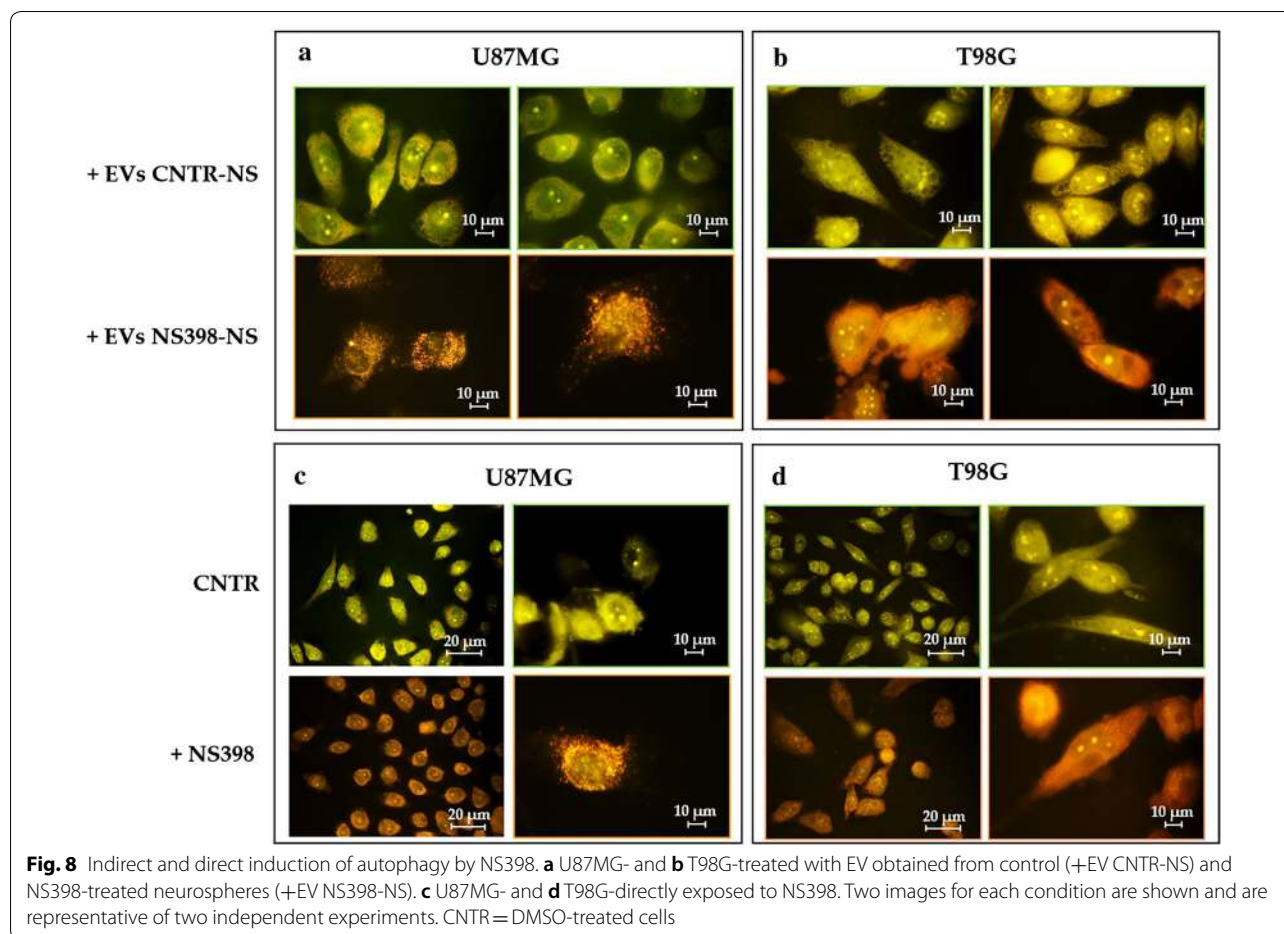 a U87MG
b T98G
+ EVs CNTR-NS
10 µm 10 µm 10 µm 10 µm
+ EVs NS398-NS
10 µm 10 µm 10 µm 10 µm
c U87MG
d T98G
CNTR
20 µm 10 µm 20 µm 10 µm
+ NS398
20 µm 10 µm 20 µm 10 µm
Fig. 8 Indirect and direct induction of autophagy by NS398. a U87MG- and b T98G-treated with EV obtained from control (+EV CNTR-NS) and
NS398-treated neurospheres (+EV NS398-NS). c U87MG- and d T98G-directly exposed to NS398. Two images for each condition are shown and are
representative of two independent experiments. CNTR = DMSO-treated cells